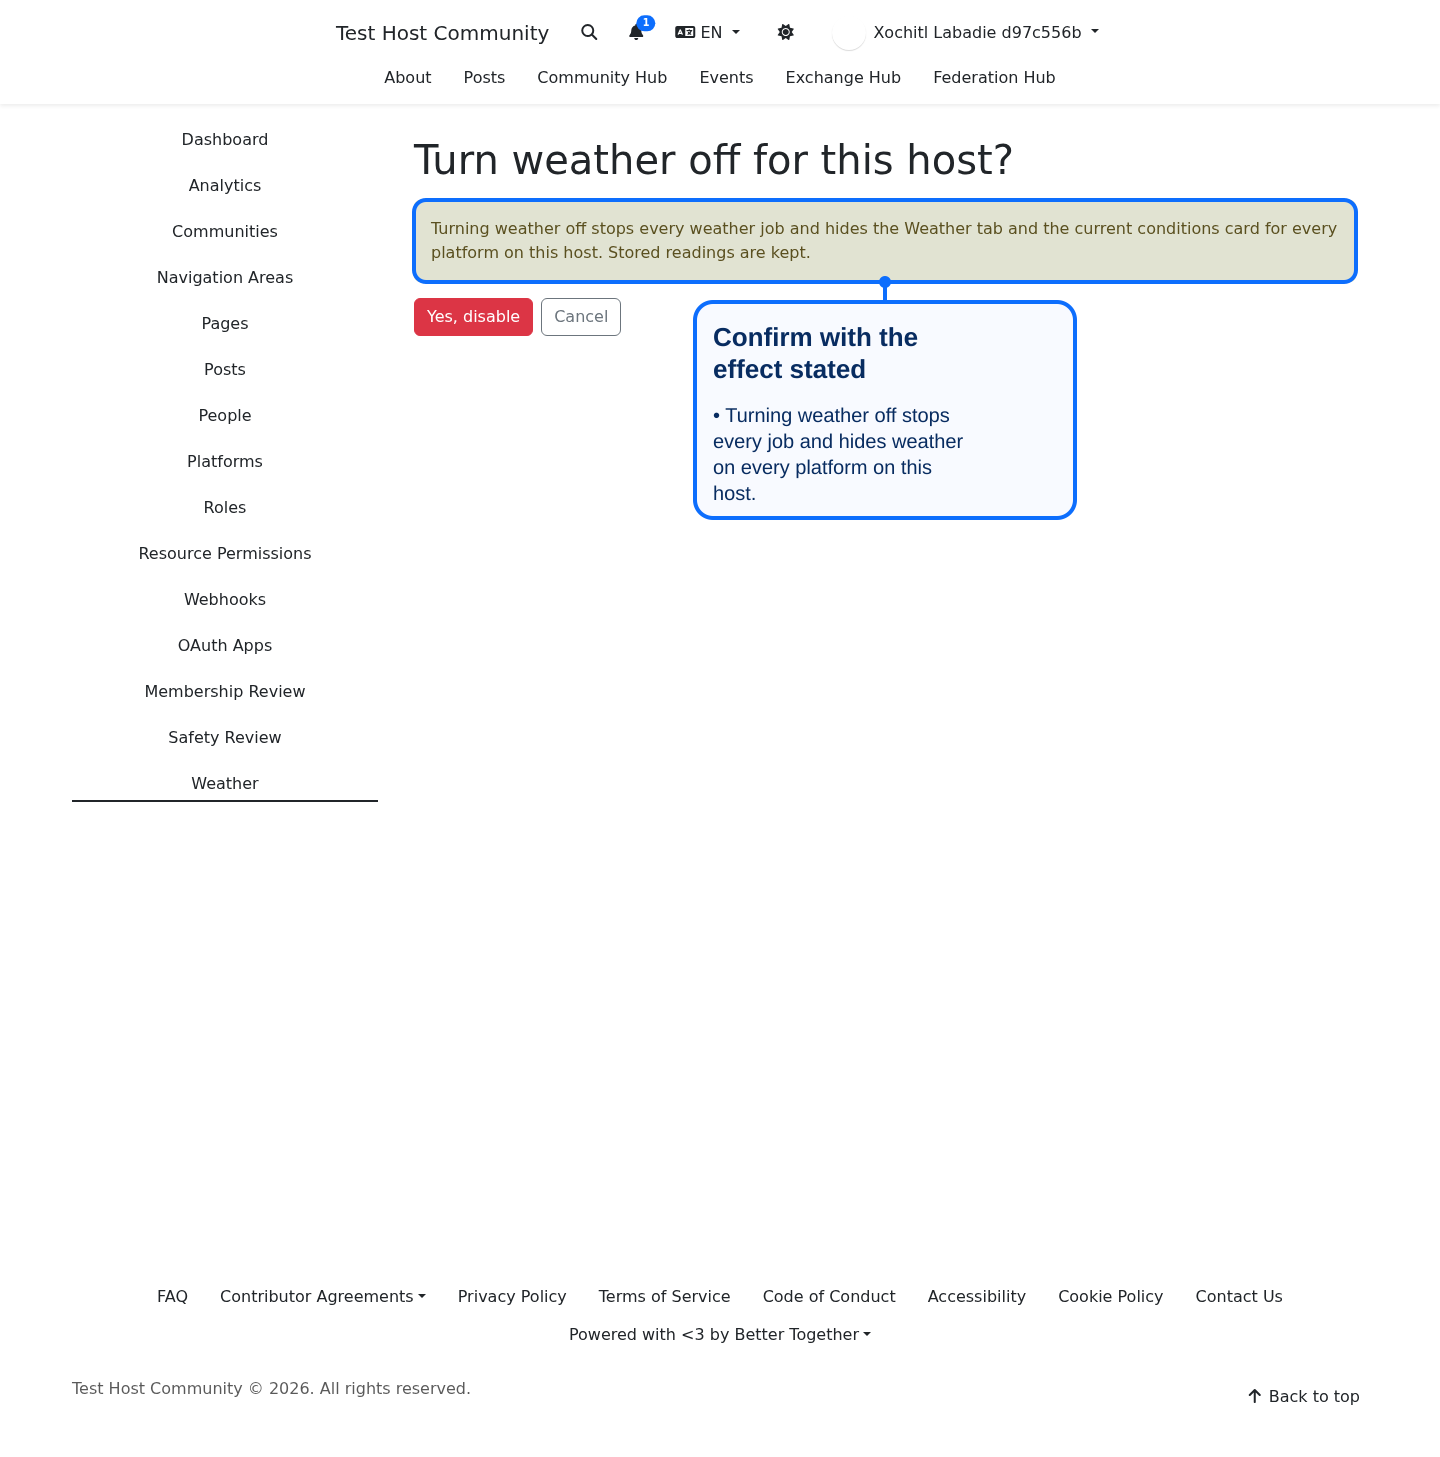 Test Host Community
1
EN
Xochitl Labadie d97c556b
About
Posts
Community Hub
Events
Exchange Hub
Federation Hub
Dashboard
Analytics
Communities
Navigation Areas
Pages
Posts
People
Platforms
Roles
Resource Permissions
Webhooks
OAuth Apps
Membership Review
Safety Review
Weather
Turn weather off for this host?
Turning weather off stops every weather job and hides the Weather tab and the current conditions card for every
platform on this host. Stored readings are kept.
Yes, disable
Cancel
Confirm with the
effect stated
• Turning weather off stops
every job and hides weather
on every platform on this
host.
FAQ
Contributor Agreements
Privacy Policy
Terms of Service
Code of Conduct
Accessibility
Cookie Policy
Contact Us
Powered with <3 by Better Together
Test Host Community © 2026. All rights reserved.
Back to top